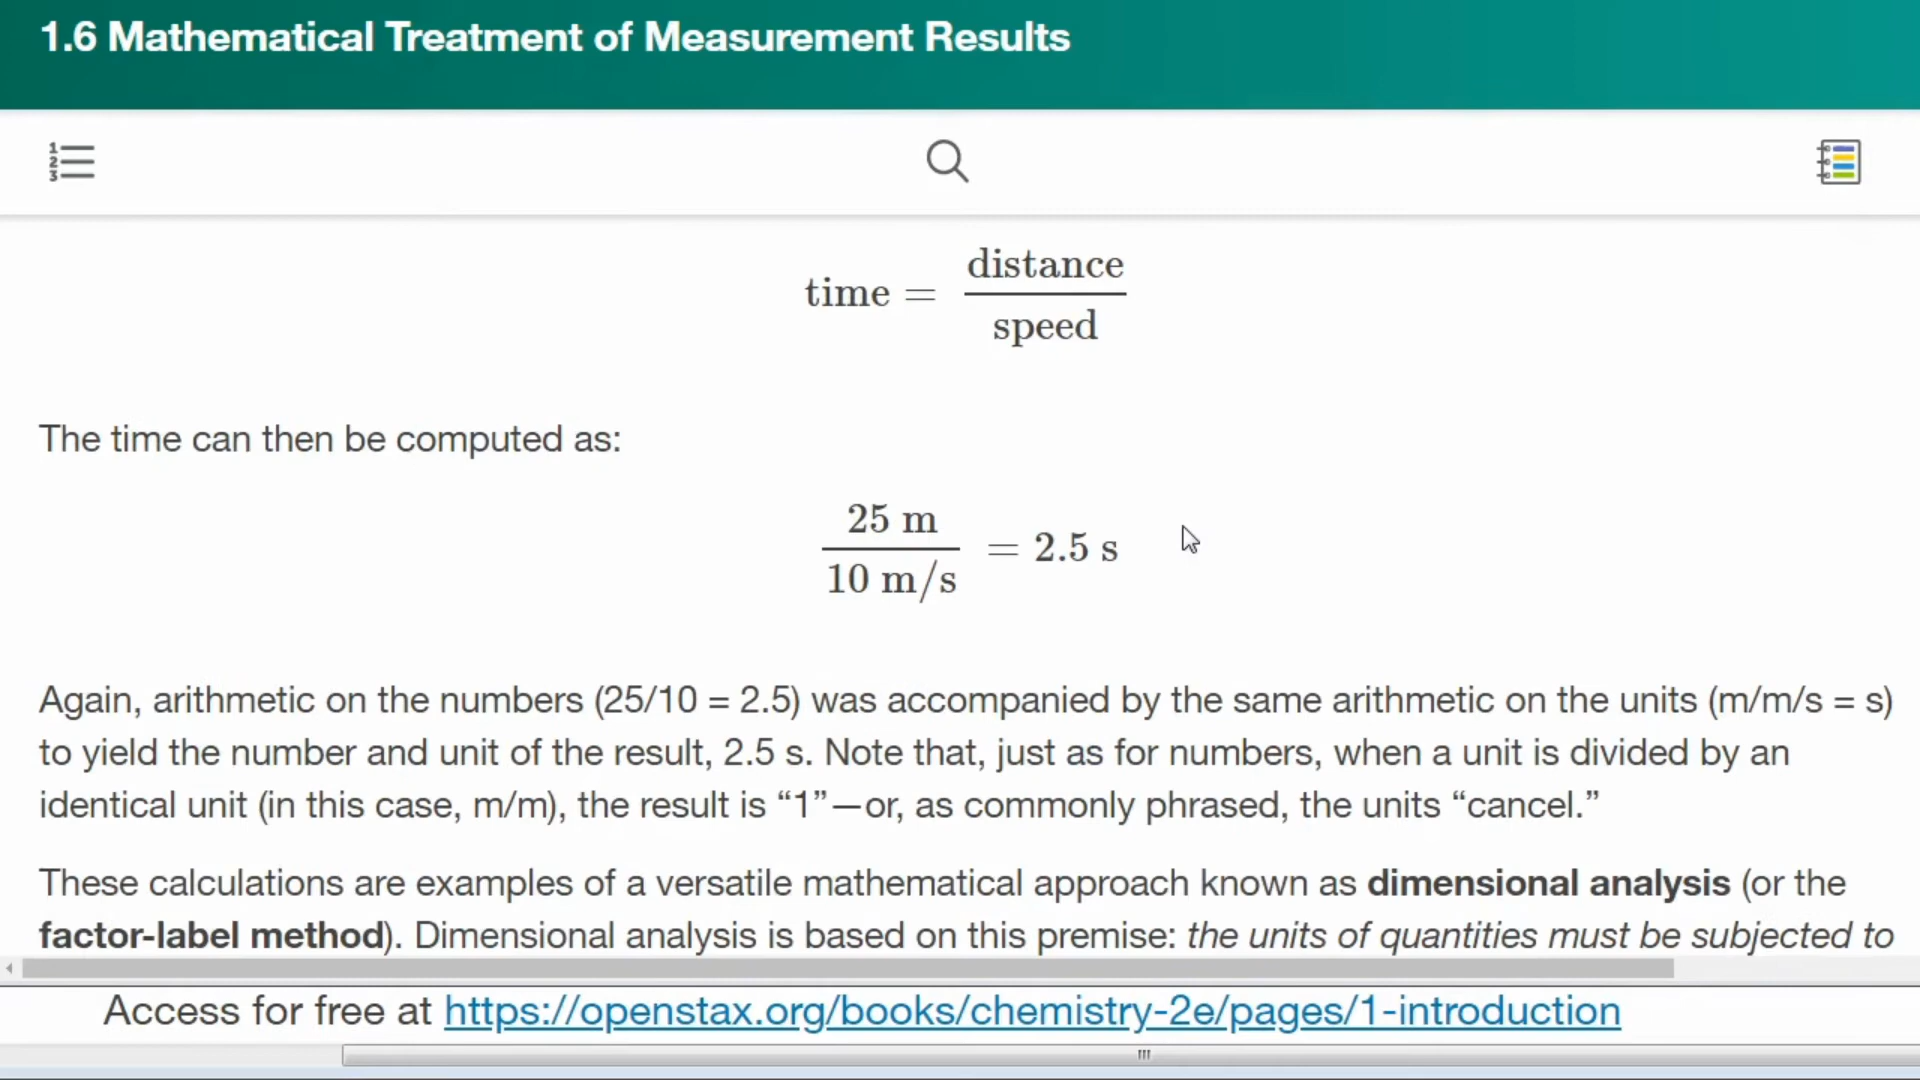 1.6 Mathematical Treatment of Measurement Results
1
2
3
time = distance / speed
The time can then be computed as:
25 m / 10 m/s = 2.5 s
Again, arithmetic on the numbers (25/10 = 2.5) was accompanied by the same arithmetic on the units (m/m/s = s)
to yield the number and unit of the result, 2.5 s. Note that, just as for numbers, when a unit is divided by an
identical unit (in this case, m/m), the result is “1”—or, as commonly phrased, the units “cancel.”
These calculations are examples of a versatile mathematical approach known as dimensional analysis (or the
factor-label method). Dimensional analysis is based on this premise: the units of quantities must be subjected to
Access for free at https://openstax.org/books/chemistry-2e/pages/1-introduction